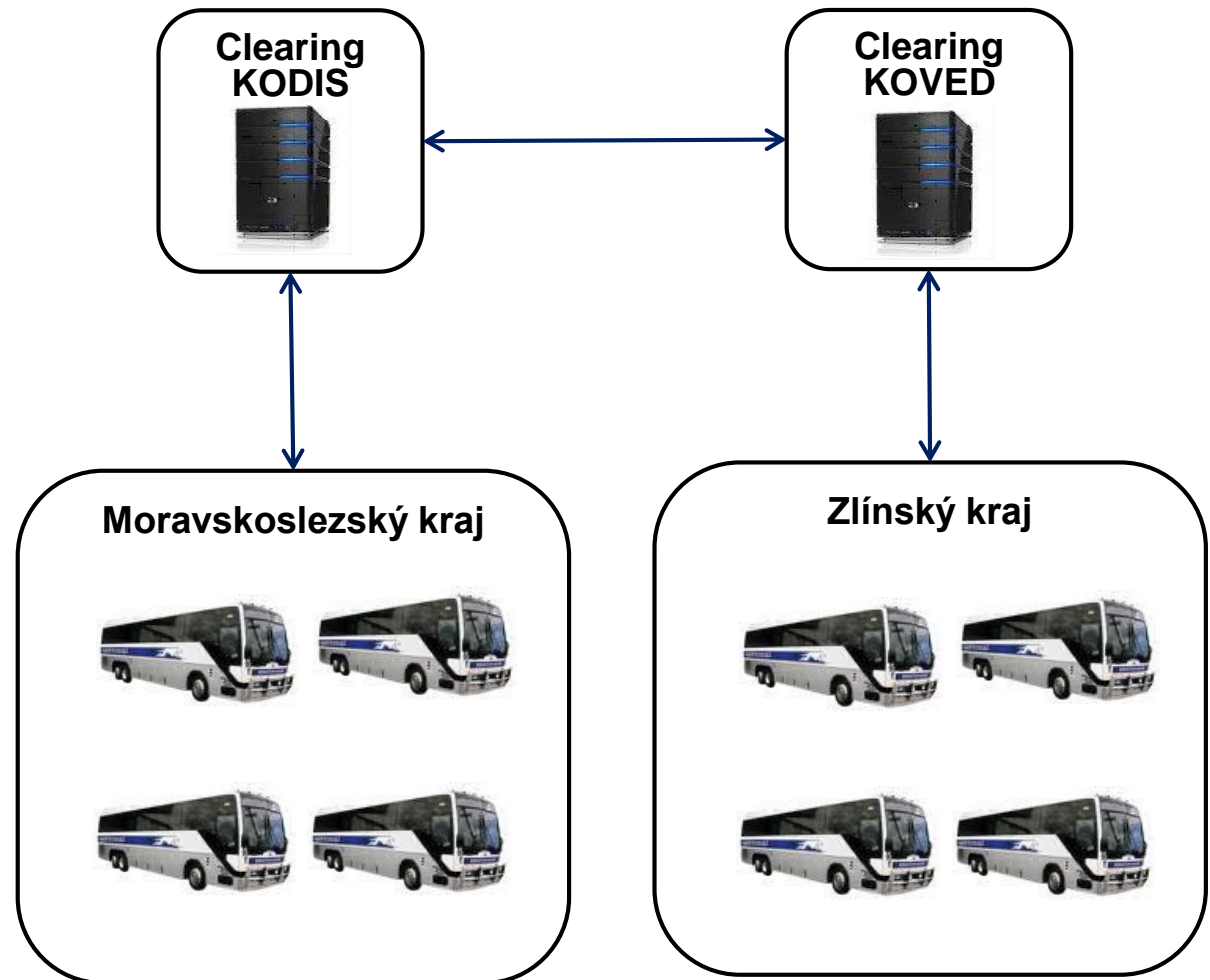 Clearing
KODIS
Clearing
KOVED
Moravskoslezský kraj
Zlínský kraj